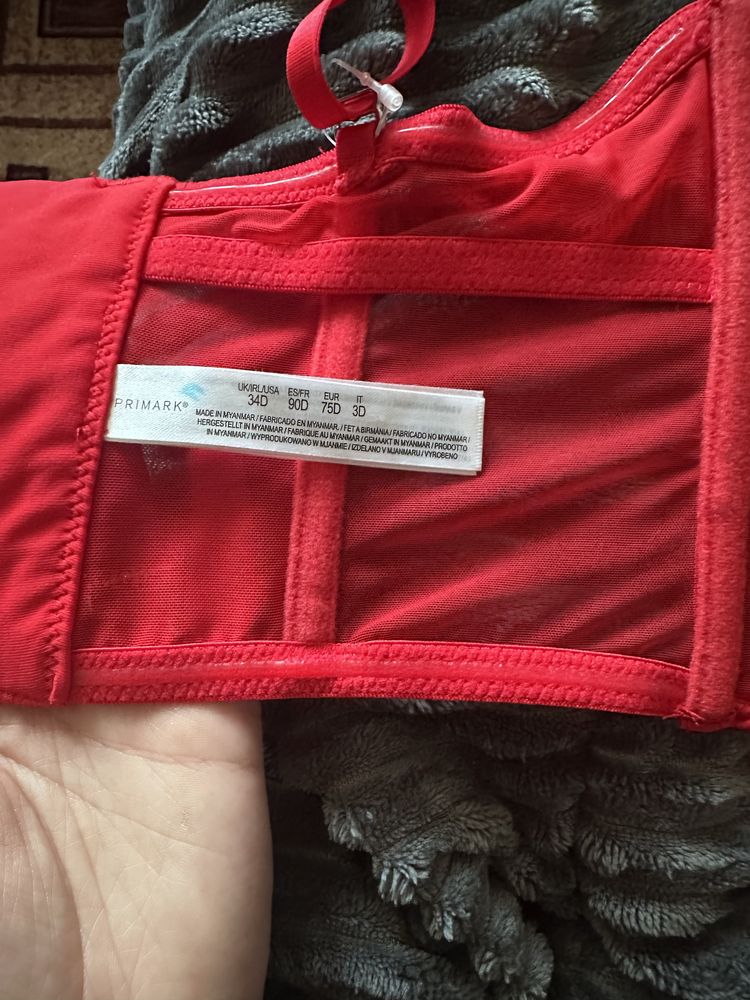 PRIMARK®
UK/IRL/USA ES/FR EUR IT
34D 90D 75D 3D
MADE IN MYANMAR / FABRICADO EN MYANMAR. / FET A BIRMÀNIA / FABRICADO NO MYANMAR /
HERGESTELLT IN MYANMAR / FABRIQUE AU MYANMAR / GEMAAKT IN MYANMAR / PRODOTTO
IN MYANMAR / WYPRODUKOWANO W MJANMIE / IZDELANO V MJANMARU / VYROBENO